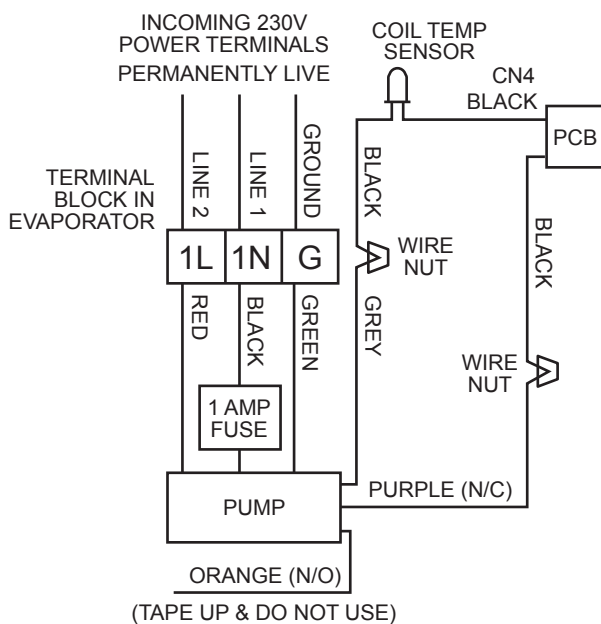 INCOMING 230V
POWER TERMINALS
PERMANENTLY LIVE
COIL TEMP
SENSOR
CN4
BLACK
PCB
LINE 2
LINE 1
GROUND
BLACK
TERMINAL
BLOCK IN
EVAPORATOR
1L
1N
G
WIRE
NUT
BLACK
RED
BLACK
GREEN
GREY
WIRE
NUT
1 AMP
FUSE
PUMP
PURPLE (N/C)
ORANGE (N/O)
(TAPE UP & DO NOT USE)